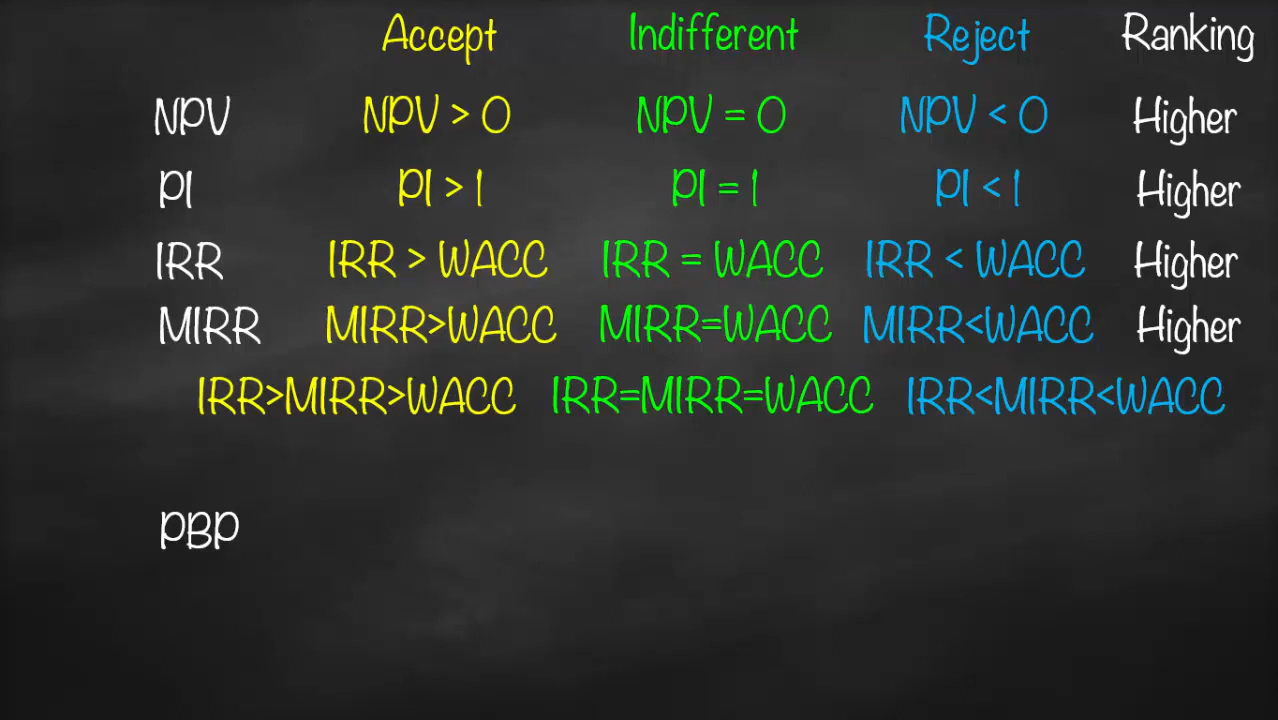 Accept Indifferent Reject Ranking
NPV NPV > 0 NPV = 0 NPV < 0 Higher
PI PI > 1 PI = 1 PI < 1 Higher
IRR IRR > WACC IRR = WACC IRR < WACC Higher
MIRR MIRR>WACC MIRR=WACC MIRR<WACC Higher
IRR>MIRR>WACC IRR=MIRR=WACC IRR<MIRR<WACC
PBP